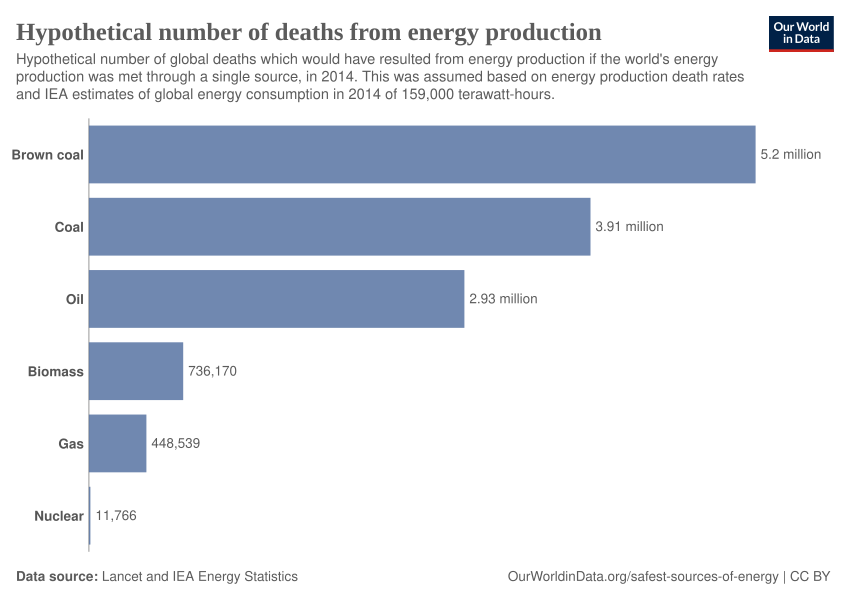 Hypothetical number of deaths from energy production
Our World
in Data
Hypothetical number of global deaths which would have resulted from energy production if the world's energy
production was met through a single source, in 2014. This was assumed based on energy production death rates
and IEA estimates of global energy consumption in 2014 of 159,000 terawatt-hours.
Brown coal 5.2 million
Coal 3.91 million
Oil 2.93 million
Biomass 736,170
Gas 448,539
Nuclear 11,766
Data source: Lancet and IEA Energy Statistics OurWorldinData.org/safest-sources-of-energy | CC BY